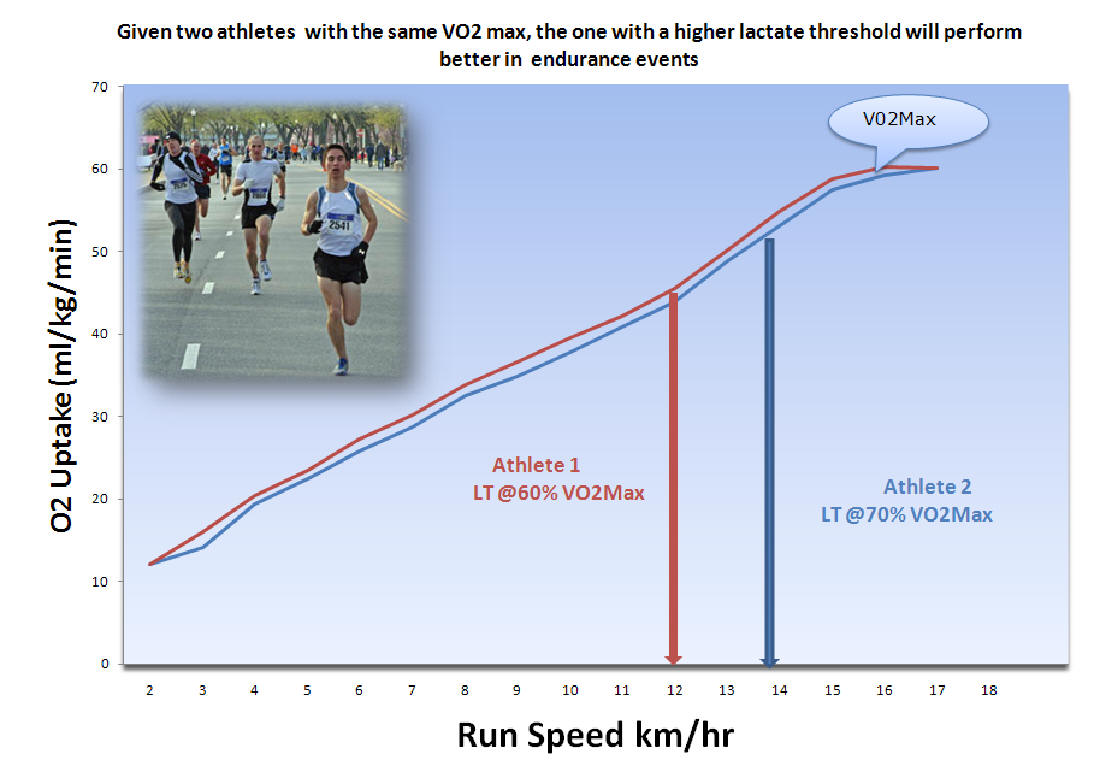 Given two athletes with the same VO2 max, the one with a higher lactate threshold will perform
better in endurance events
70
60
50
40
30
20
10
0
O2 Uptake (ml/kg/min)
V02Max
2541
Athlete 1
LT @60% VO2Max
Athlete 2
LT @70% VO2Max
2 3 4 5 6 7 8 9 10 11 12 13 14 15 16 17 18
Run Speed km/hr